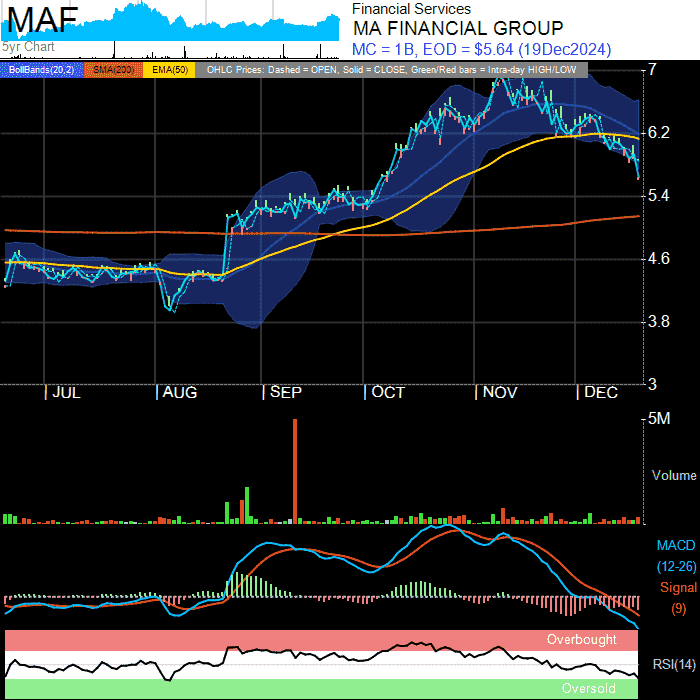 MAF
5yr Chart
Financial Services
MA FINANCIAL GROUP
MC = 1B, EOD = $5.64 (19Dec2024)
BollBands(20,2) SMA(200) EMA(50) OHLC Prices: Dashed = OPEN, Solid = CLOSE, Green/Red bars = Intra-day HIGH/LOW
7
6.2
5.4
4.6
3.8
3
| JUL | AUG | SEP | OCT | NOV | DEC
5M
Volume
MACD
(12-26)
Signal
(9)
Overbought
RSI(14)
Oversold